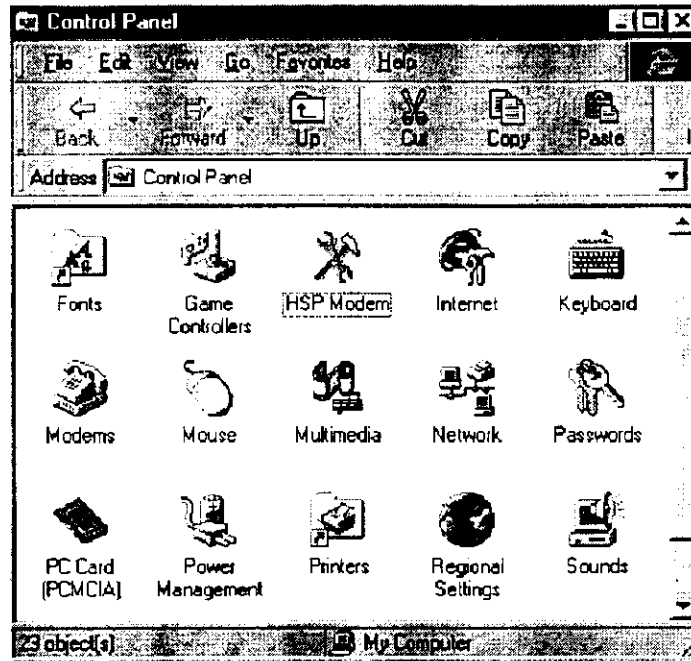 Control Panel
File Edit View Go Favorites Help
Back Forward Up Cut Copy Paste
Address Control Panel
Fonts Game Controllers HSP Modem Internet Keyboard
Modems Mouse Multimedia Network Passwords
PC Card (PCMCIA) Power Management Printers Regional Settings Sounds
23 object(s) My Computer